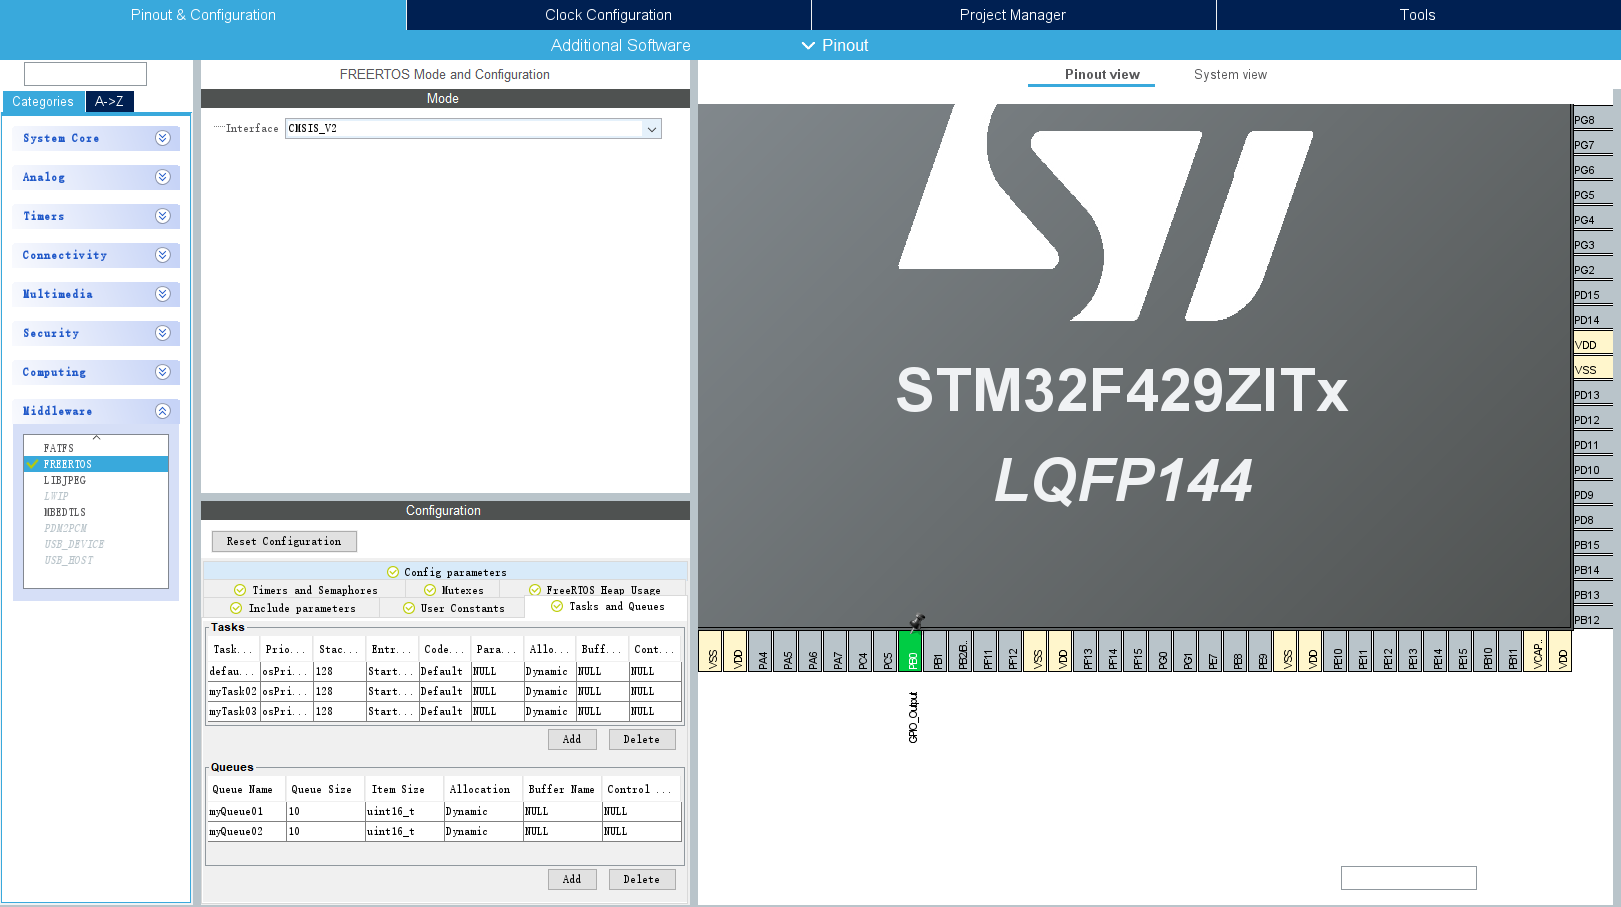 Pinout & Configuration
Clock Configuration
Project Manager
Tools
Additional Software
Pinout
FREERTOS Mode and Configuration
Pinout view
System view
Categories
A->Z
Mode
System Core
Interface
CMSIS_V2
Analog
Timers
Connectivity
Multimedia
Security
Computing
Middleware
FATFS
FREERTOS
LIBJPEG
LWIP
MBEDTLS
PDM2PCM
USB_DEVICE
USB_HOST
Configuration
Reset Configuration
Config parameters
Timers and Semaphores
Mutexes
FreeRTOS Heap Usage
Include parameters
User Constants
Tasks and Queues
Tasks
Task... Prio... Stac... Entr... Code... Para... Allo... Buff... Cont...
defau... osPri... 128 Start... Default NULL Dynamic NULL NULL
myTask02 osPri... 128 Start... Default NULL Dynamic NULL NULL
myTask03 osPri... 128 Start... Default NULL Dynamic NULL NULL
Add Delete
Queues
Queue Name Queue Size Item Size Allocation Buffer Name Control ...
myQueue01 10 uint16_t Dynamic NULL NULL
myQueue02 10 uint16_t Dynamic NULL NULL
Add Delete
STM32F429ZITx
LQFP144
PG8
PG7
PG6
PG5
PG4
PG3
PG2
PD15
PD14
VDD
VSS
PD13
PD12
PD11
PD10
PD9
PD8
PB15
PB14
PB13
PB12
VSS
VDD
PA4
PA5
PA6
PA7
PC4
PC5
PB0
PB1
PB2/B..
PF11
PF12
VSS
VDD
PF13
PF14
PF15
PG0
PG1
PE7
PE8
PE9
VSS
VDD
PE10
PE11
PE12
PE13
PE14
PE15
PB10
PB11
VCAP..
VDD
GPIO_Output